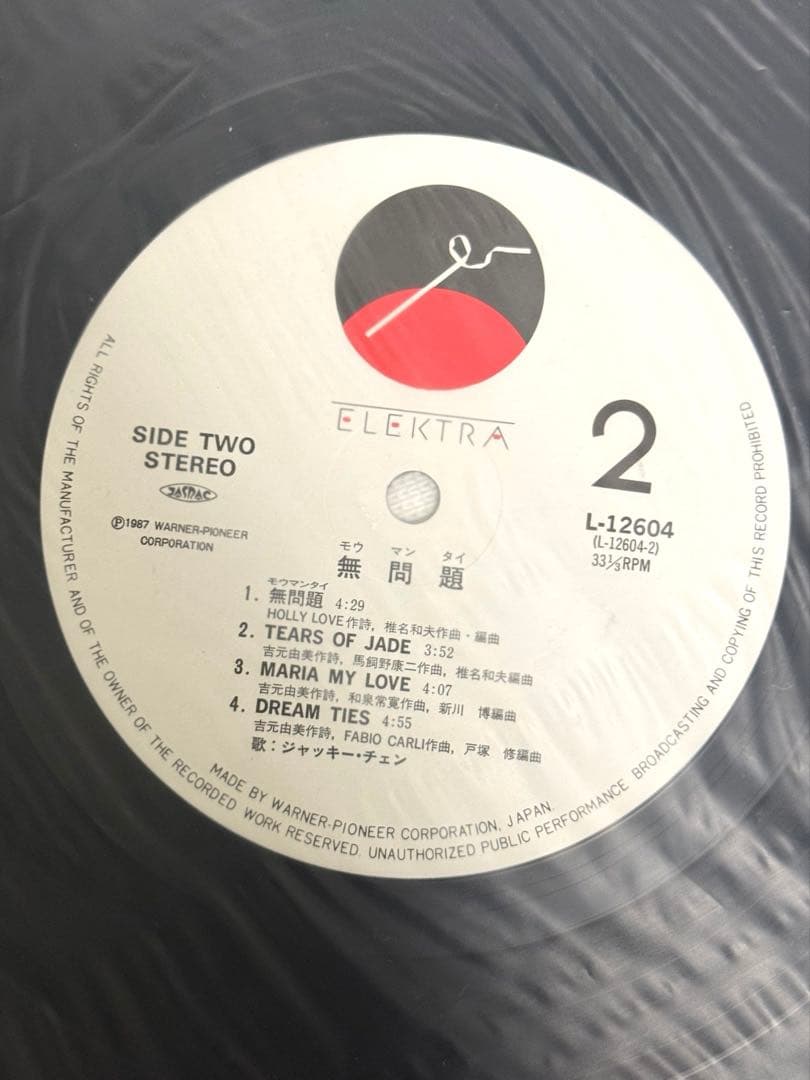 ELEKTRA
SIDE TWO
STEREO
JASRAC
2
L-12604
(L-12604-2)
33⅓RPM
Ⓟ1987 WARNER-PIONEER
CORPORATION
モウ マン タイ
無 問 題
モウマンタイ
1. 無問題 4:29
HOLLY LOVE作詩, 椎名和夫作曲・編曲
2. TEARS OF JADE 3:52
吉元由美作詩, 馬飼野康二作曲, 椎名和夫編曲
3. MARIA MY LOVE 4:07
吉元由美作詩, 和泉常寛作曲, 新川 博編曲
4. DREAM TIES 4:55
吉元由美作詩, FABIO CARLI作曲, 戸塚 修編曲
歌:ジャッキー・チェン
MADE BY WARNER-PIONEER CORPORATION, JAPAN.
ALL RIGHTS OF THE MANUFACTURER AND OF THE OWNER OF THE RECORDED WORK RESERVED. UNAUTHORIZED PUBLIC PERFORMANCE BROADCASTING AND COPYING OF THIS RECORD PROHIBITED